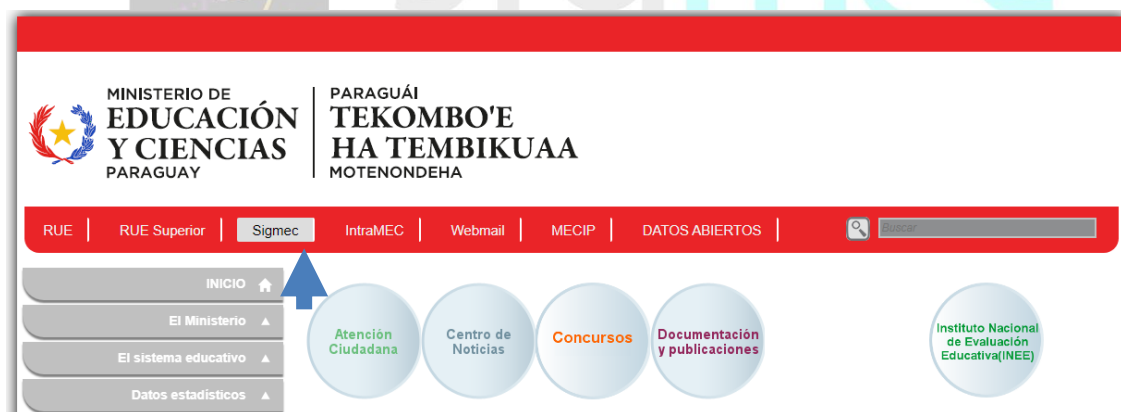 MINISTERIO DE
EDUCACIÓN
Y CIENCIAS
PARAGUAY
PARAGUÁI
TEKOMBO'E
HA TEMBIKUAA
MOTENONDEHA
RUE
RUE Superior
Sigmec
IntraMEC
Webmail
MECIP
DATOS ABIERTOS
Buscar
INICIO
El Ministerio
El sistema educativo
Datos estadísticos
Atención
Ciudadana
Centro de
Noticias
Concursos
Documentación
y publicaciones
Instituto Nacional
de Evaluación
Educativa(INEE)